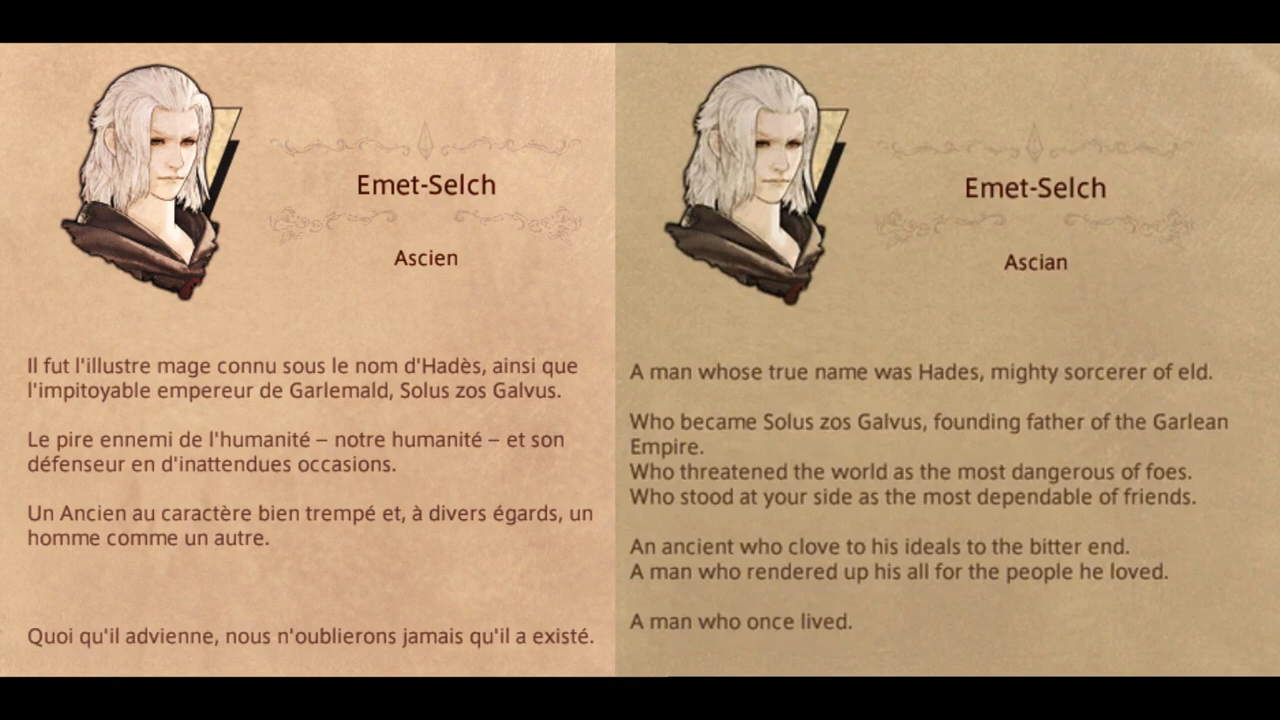 Emet-Selch
Ascien
Il fut l'illustre mage connu sous le nom d'Hadès, ainsi que
l'impitoyable empereur de Garlemald, Solus zos Galvus.
Le pire ennemi de l'humanité – notre humanité – et son
défenseur en d'inattendues occasions.
Un Ancien au caractère bien trempé et, à divers égards, un
homme comme un autre.
Quoi qu'il advienne, nous n'oublierons jamais qu'il a existé.
Emet-Selch
Ascian
A man whose true name was Hades, mighty sorcerer of eld.
Who became Solus zos Galvus, founding father of the Garlean
Empire.
Who threatened the world as the most dangerous of foes.
Who stood at your side as the most dependable of friends.
An ancient who clove to his ideals to the bitter end.
A man who rendered up his all for the people he loved.
A man who once lived.